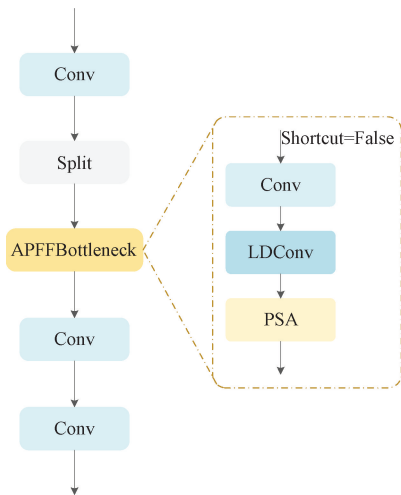 Conv
Split
APFFBottleneck
Conv
Conv
Shortcut=False
Conv
LDConv
PSA